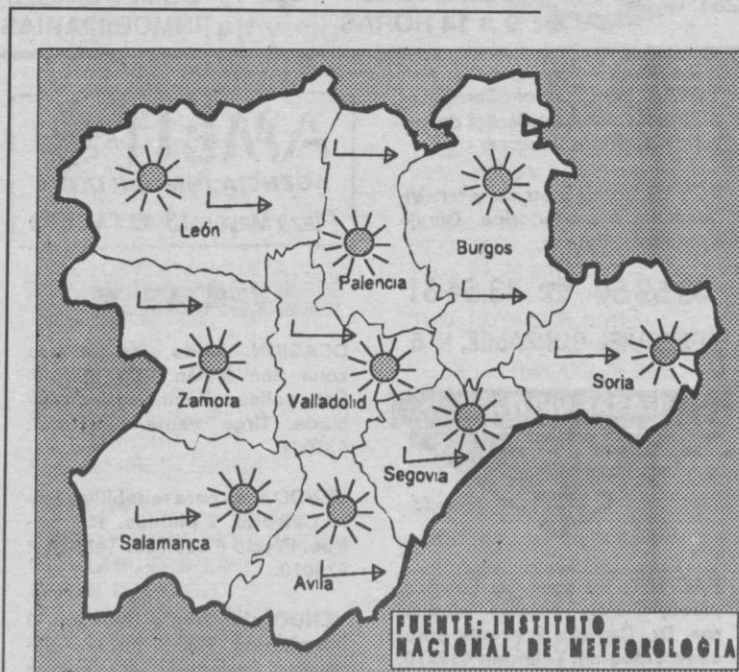 León
Burgos
Palencia
Soria
Zamora
Valladolid
Segovia
Salamanca
Avila
FUENTE: INSTITUTO
NACIONAL DE METEOROLOGIA